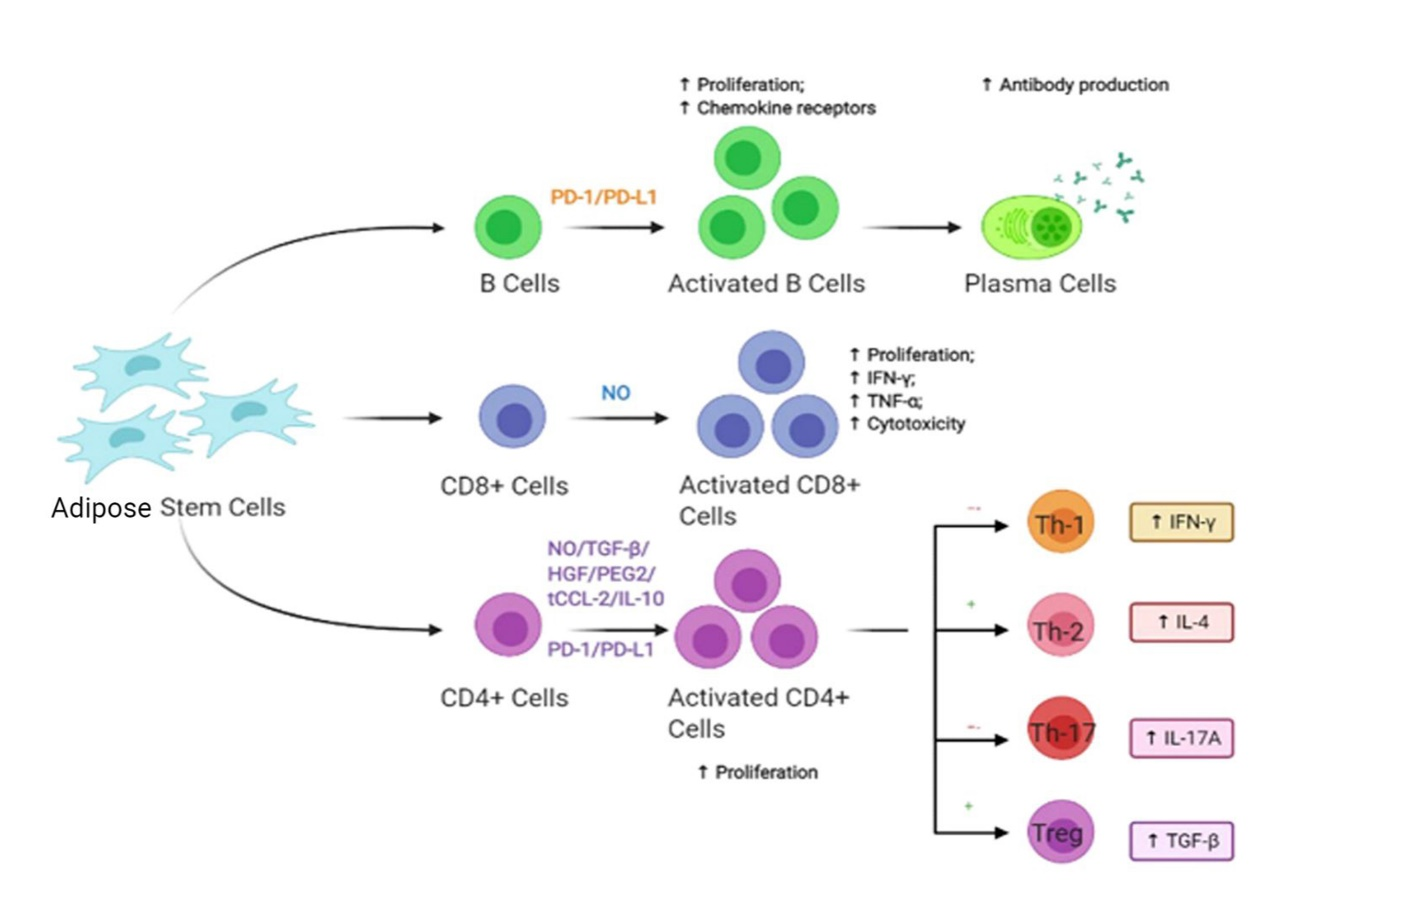 ↑ Proliferation;
↑ Chemokine receptors
↑ Antibody production
PD-1/PD-L1
B Cells
Activated B Cells
Plasma Cells
↑ Proliferation;
↑ IFN-γ;
↑ TNF-α;
↑ Cytotoxicity
NO
CD8+ Cells
Activated CD8+
Cells
Adipose Stem Cells
NO/TGF-β/
HGF/PEG2/
tCCL-2/IL-10
PD-1/PD-L1
CD4+ Cells
Activated CD4+
Cells
↑ Proliferation
--
Th-1
↑ IFN-γ
+
Th-2
↑ IL-4
--
Th-17
↑ IL-17A
+
Treg
↑ TGF-β